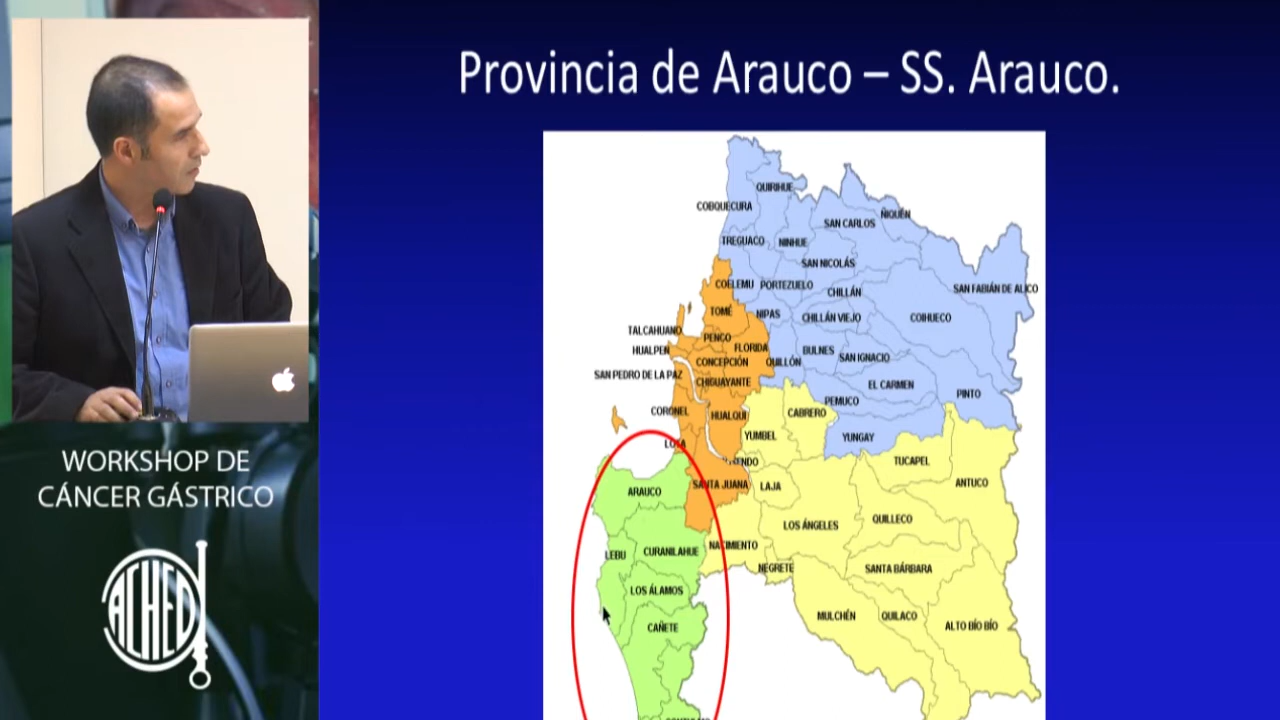 Provincia de Arauco – SS. Arauco.
QUIRIHUE
COBQUECURA
SAN CARLOS
ÑIQUÉN
TREGUACO
NINHUE
SAN NICOLÁS
COELEMU
PORTEZUELO
CHILLÁN
SAN FABIÁN DE ALICO
TOMÉ
NIPAS
CHILLÁN VIEJO
COIHUECO
TALCAHUANO
PENCO
HUALPEN
FLORIDA
BULNES
SAN IGNACIO
CONCEPCIÓN
QUILLÓN
SAN PEDRO DE LA PAZ
CHIGUAYANTE
EL CARMEN
PINTO
PEMUCO
CORONEL
HUALQUI
CABRERO
YUMBEL
YUNGAY
LOTA
TUCAPEL
SANTA JUANA
LAJA
ANTUCO
ARAUCO
LOS ÁNGELES
QUILLECO
LEBU
CURANILAHUE
NACIMIENTO
NEGRETE
SANTA BÁRBARA
LOS ÁLAMOS
MULCHÉN
QUILACO
ALTO BÍO BÍO
CAÑETE
WORKSHOP DE
CÁNCER GÁSTRICO
ACHED